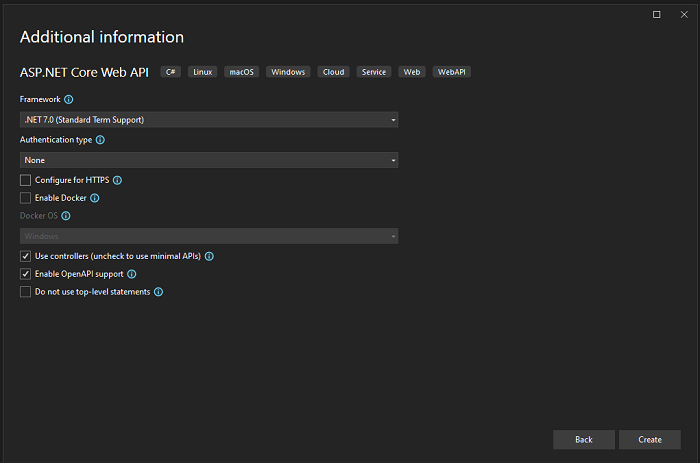 Additional information
ASP.NET Core Web API C# Linux macOS Windows Cloud Service Web WebAPI
Framework
.NET 7.0 (Standard Term Support)
Authentication type
None
Configure for HTTPS
Enable Docker
Docker OS
Windows
Use controllers (uncheck to use minimal APIs)
Enable OpenAPI support
Do not use top-level statements
Back Create